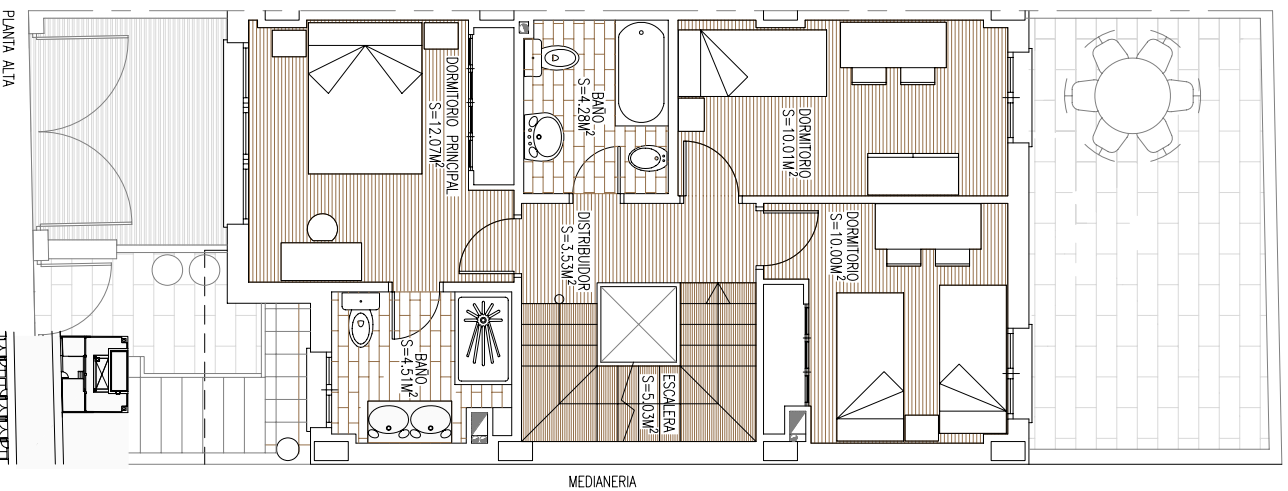 PLANTA ALTA
DORMITORIO PRINCIPAL
S=12.07M²
BAÑO
S=4.28M²
DORMITORIO
S=10.01M²
DISTRIBUIDOR
S=3.53M²
DORMITORIO
S=10.00M²
BAÑO
S=4.51M²
ESCALERA
S=5.03M²
MEDIANERIA